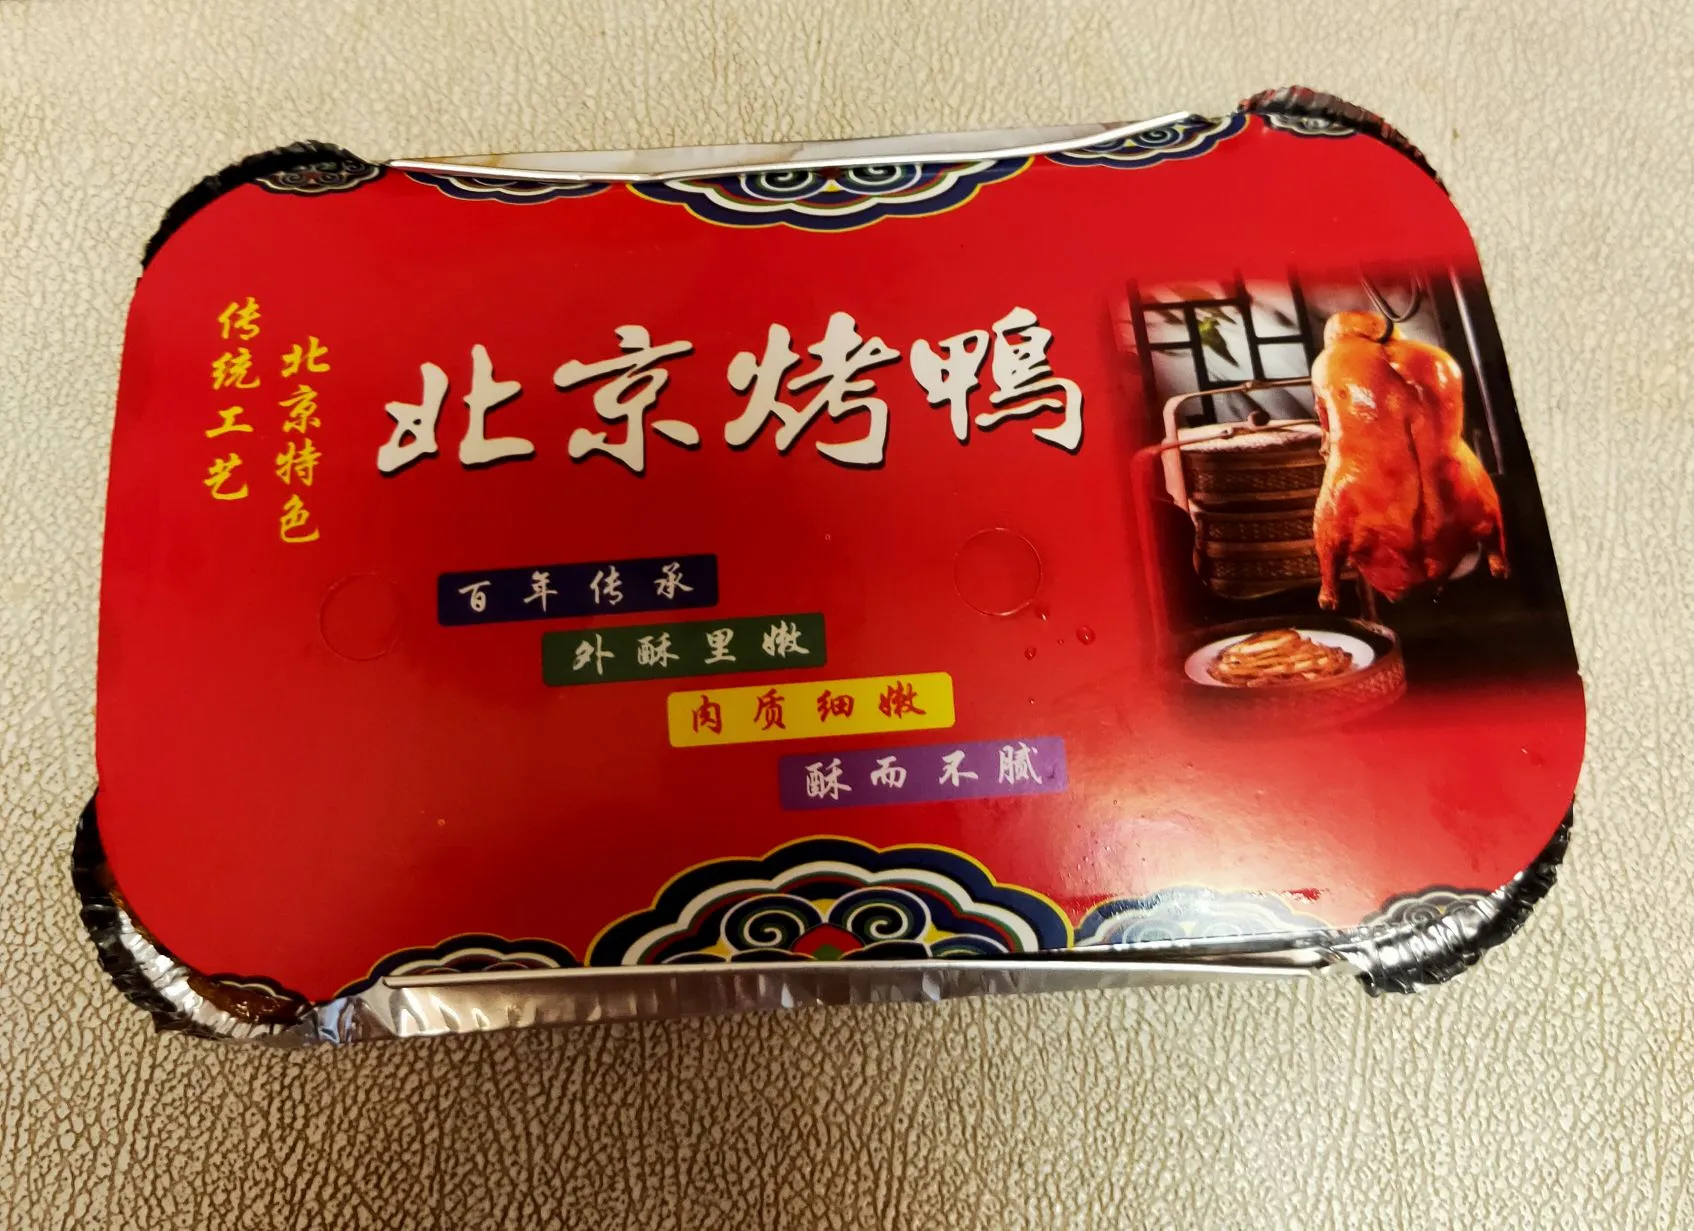 北京特色
传统工艺
北京烤鸭
百年传承
外酥里嫩
肉质细嫩
酥而不腻